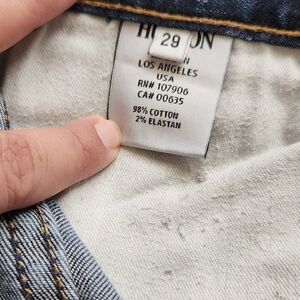 29
LOS ANGELES
USA
RN# 107906
CA# 00635
98% COTTON
2% ELASTAN